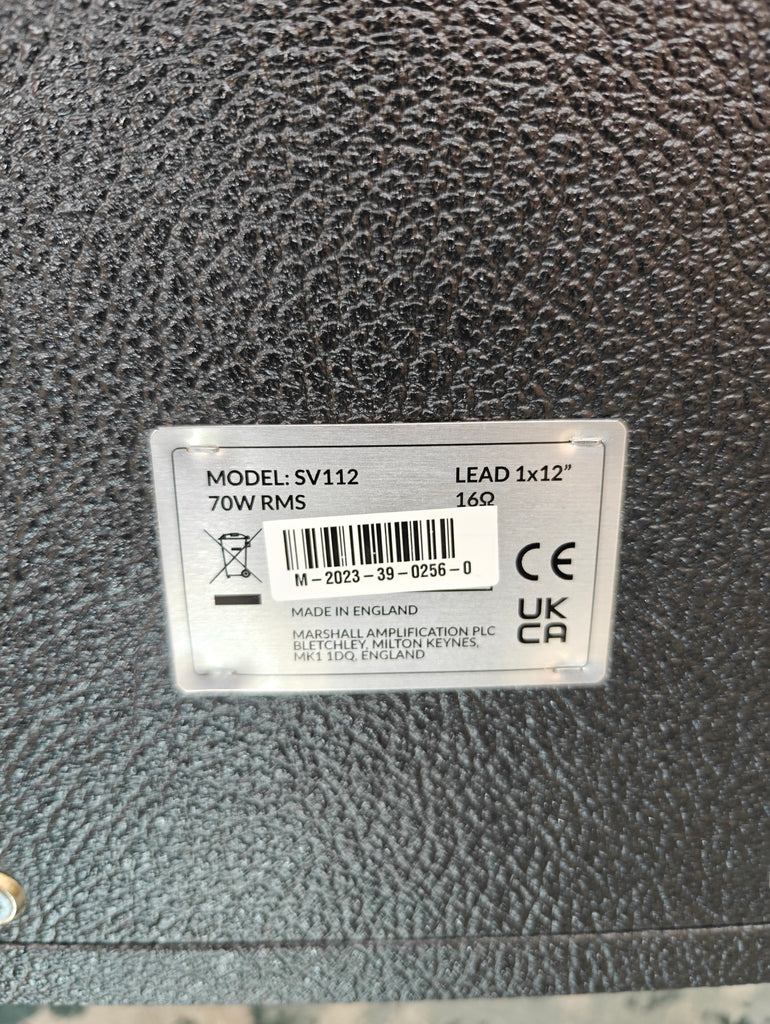 MODEL: SV112 LEAD 1x12”
70W RMS 16Ω
M-2023-39-0256-0
CE
MADE IN ENGLAND
UK
CA
MARSHALL AMPLIFICATION PLC
BLETCHLEY, MILTON KEYNES,
MK1 1DQ, ENGLAND